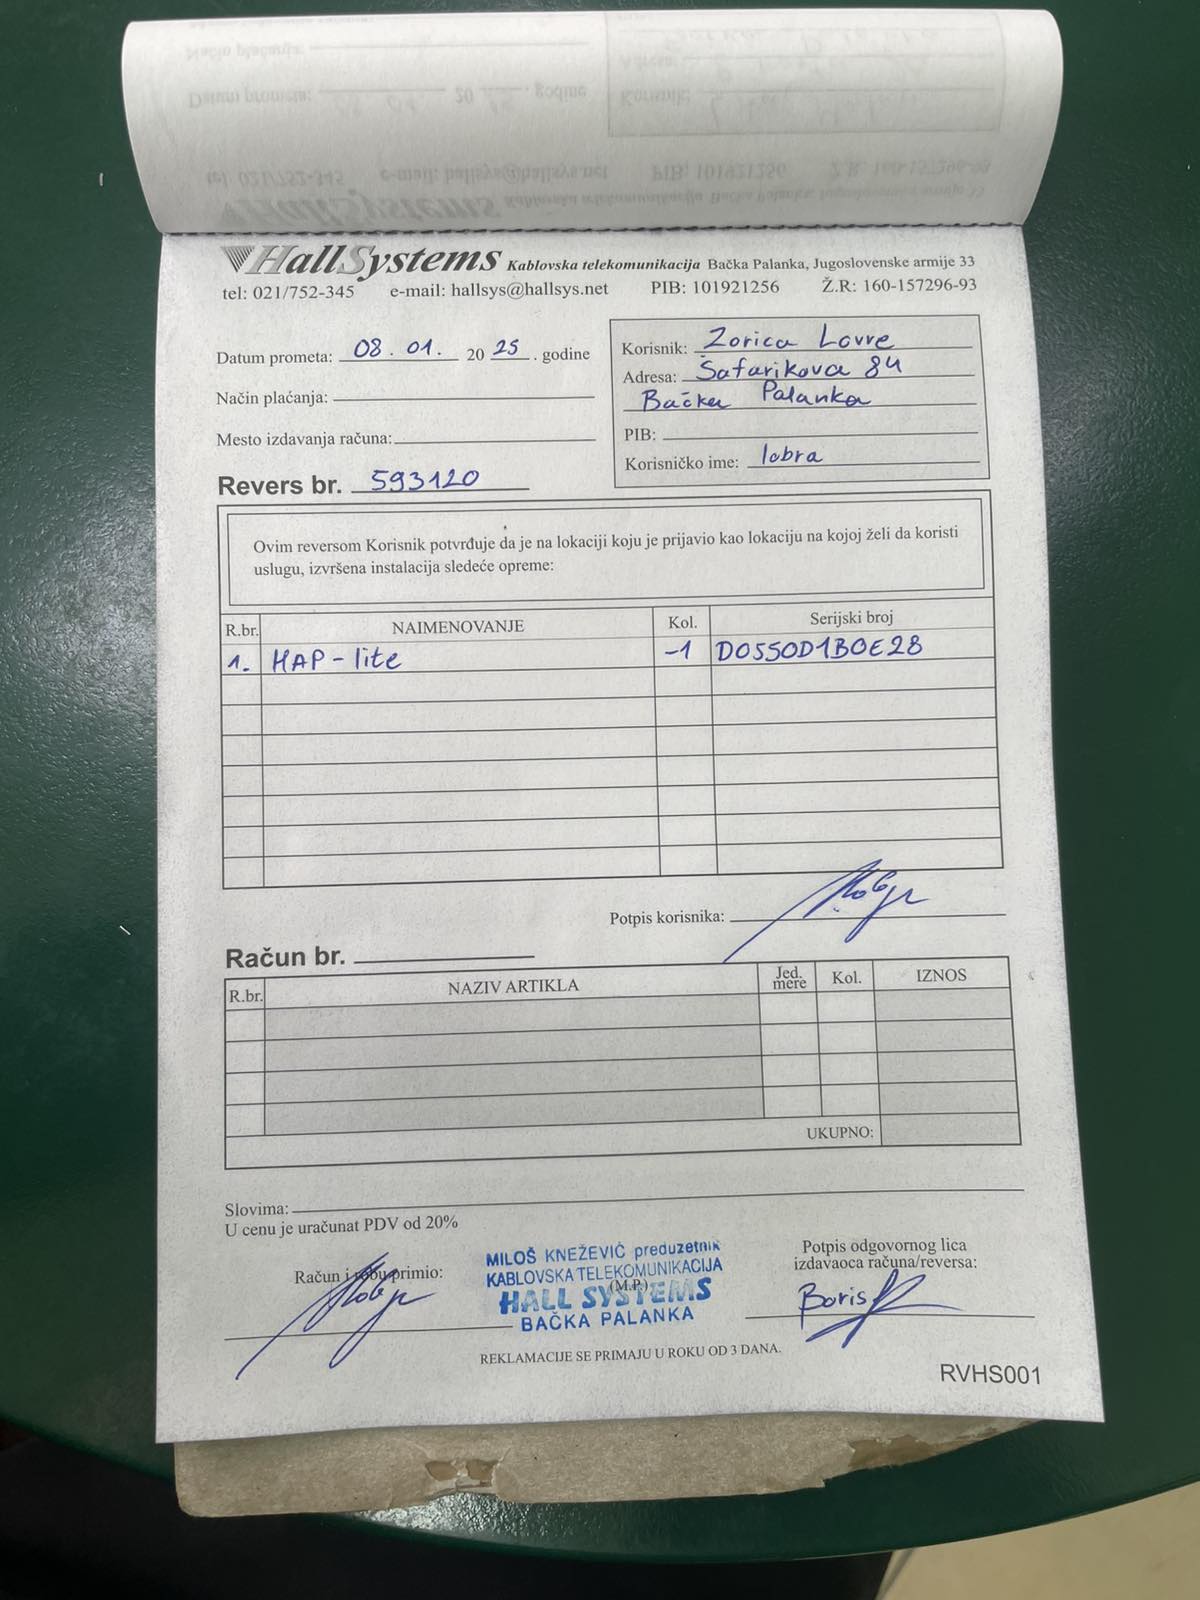 HallSystems Kablovska telekomunikacija Bačka Palanka, Jugoslovenske armije 33
tel: 021/752-345 e-mail: hallsys@hallsys.net PIB: 101921256 Ž.R: 160-157296-93
Datum prometa: 08. 01. 20 25. godine
Način plaćanja:
Mesto izdavanja računa:
Revers br. 593120
Korisnik: Zorica Lovre
Adresa: Šafarikova 84
Bačka Palanka
PIB:
Korisničko ime: lobra
Ovim reversom Korisnik potvrđuje da je na lokaciji koju je prijavio kao lokaciju na kojoj želi da koristi
uslugu, izvršena instalacija sledeće opreme:
R.br. NAIMENOVANJE Kol. Serijski broj
1. HAP-lite -1 D0550D1B0E28
Potpis korisnika:
Račun br.
R.br. NAZIV ARTIKLA Jed. mere Kol. IZNOS
UKUPNO:
Slovima:
U cenu je uračunat PDV od 20%
Račun i robu primio:
MILOŠ KNEŽEVIĆ preduzetnik
KABLOVSKA TELEKOMUNIKACIJA
(M.P.)
HALL SYSTEMS
BAČKA PALANKA
Potpis odgovornog lica
izdavaoca računa/reversa:
Boris
REKLAMACIJE SE PRIMAJU U ROKU OD 3 DANA.
RVHS001